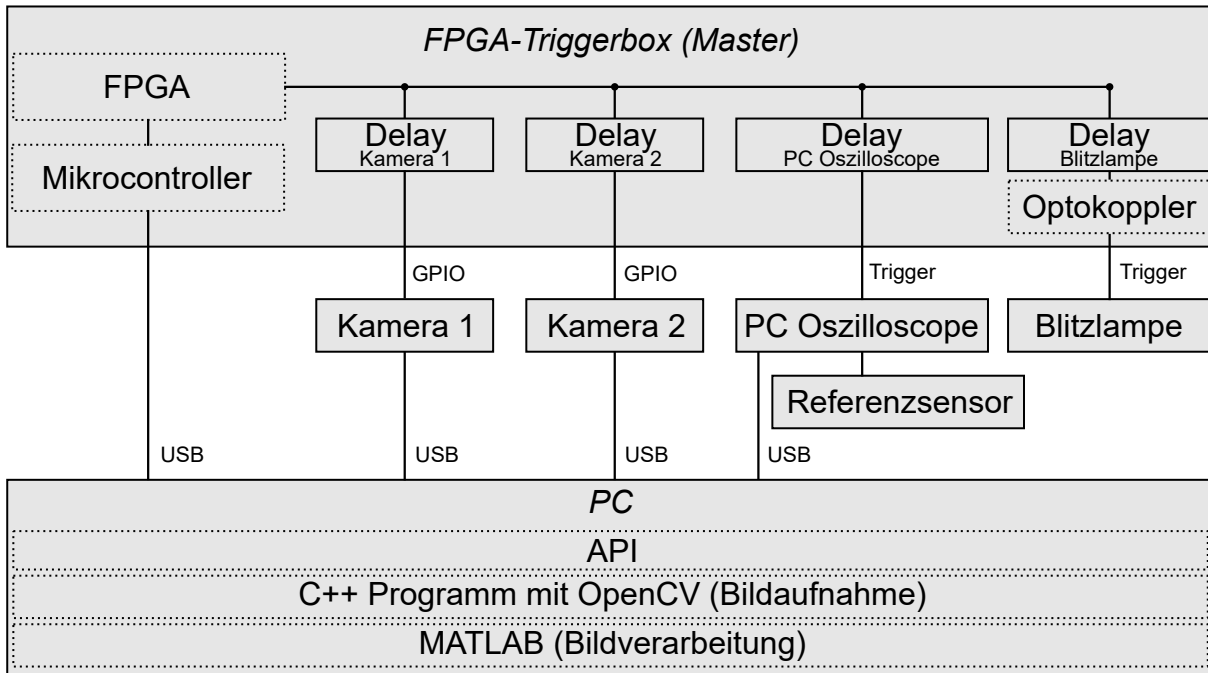 FPGA-Triggerbox (Master)
FPGA
Mikrocontroller
Delay
Kamera 1
Delay
Kamera 2
Delay
PC Oszilloscope
Delay
Blitzlampe
Optokoppler
GPIO
GPIO
Trigger
Trigger
Kamera 1
Kamera 2
PC Oszilloscope
Blitzlampe
Referenzsensor
USB
USB
USB
USB
PC
API
C++ Programm mit OpenCV (Bildaufnahme)
MATLAB (Bildverarbeitung)